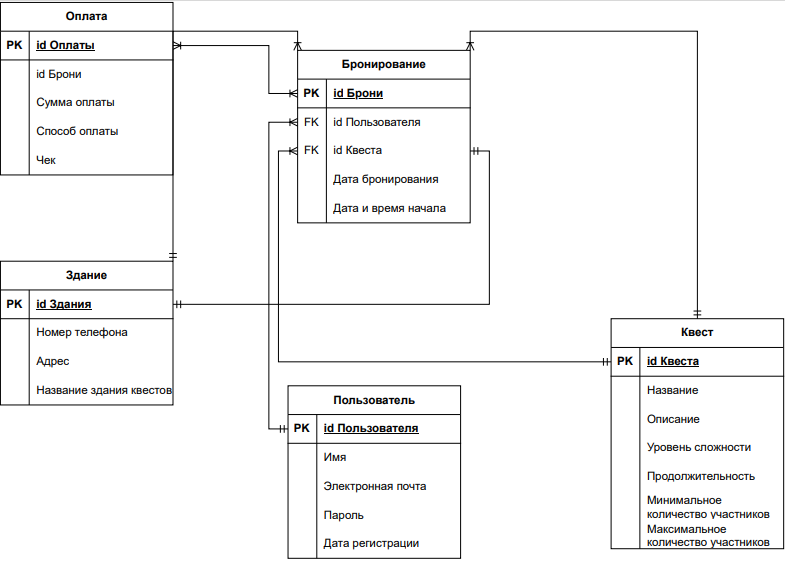 Оплата
PK id Оплаты
id Брони
Сумма оплаты
Способ оплаты
Чек
Бронирование
PK id Брони
FK id Пользователя
FK id Квеста
Дата бронирования
Дата и время начала
Здание
PK id Здания
Номер телефона
Адрес
Название здания квестов
Квест
PK id Квеста
Название
Описание
Уровень сложности
Продолжительность
Минимальное
количество участников
Максимальное
количество участников
Пользователь
PK id Пользователя
Имя
Электронная почта
Пароль
Дата регистрации